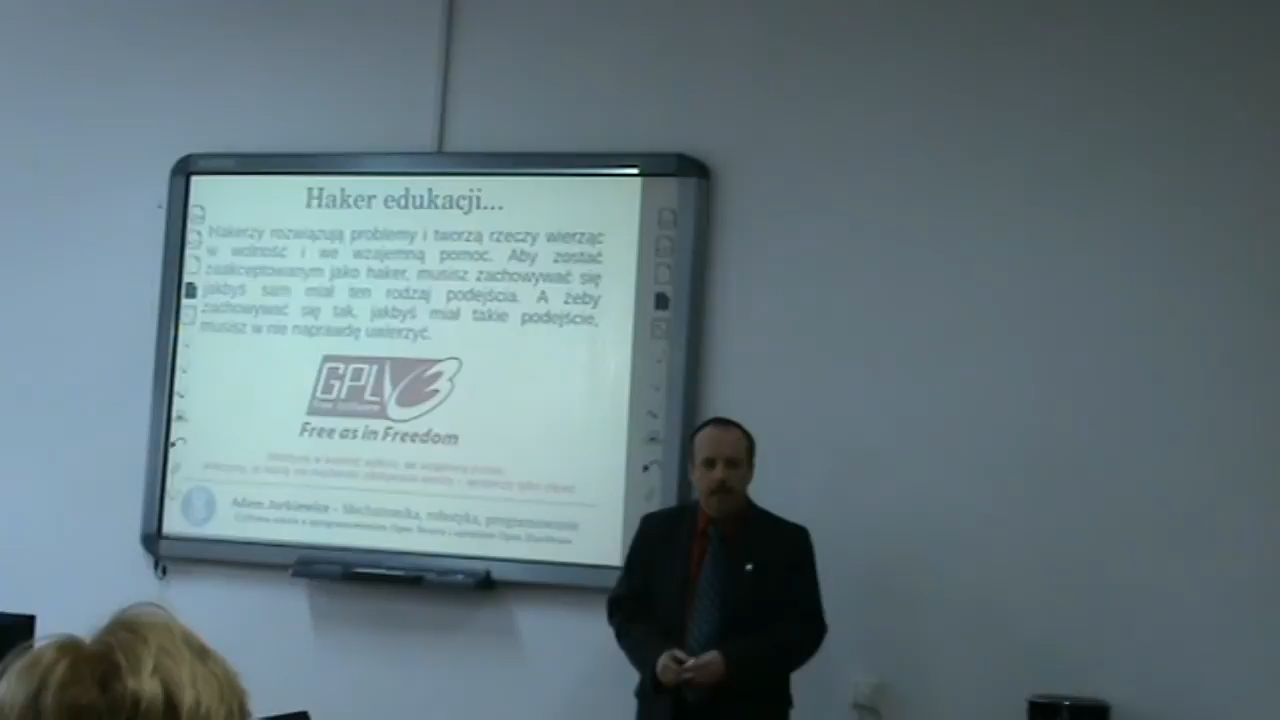 Haker edukacji...
Hakerzy rozwiązują problemy i tworzą rzeczy wierząc
w wolność i we wzajemną pomoc. Aby zostać
zaakceptowanym jako haker, musisz zachowywać się
jakbyś sam miał ten rodzaj podejścia. A żeby
zachowywać się tak, jakbyś miał takie podejście,
musisz w nie naprawdę uwierzyć.
GPLv3
Free as in Freedom
Adam Jurkiewicz - Mechatronika, robotyka, programowanie